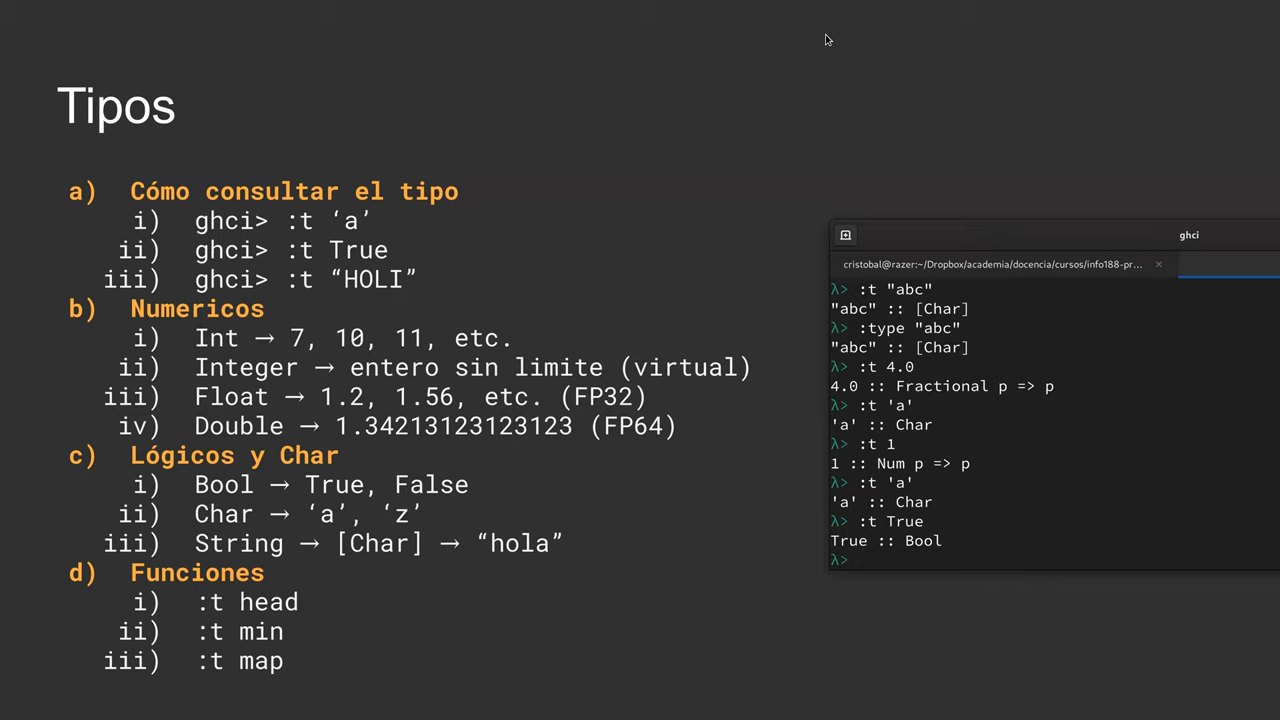 Tipos
a) Cómo consultar el tipo
i) ghci> :t ‘a’
ii) ghci> :t True
iii) ghci> :t “HOLI”
b) Numericos
i) Int → 7, 10, 11, etc.
ii) Integer → entero sin limite (virtual)
iii) Float → 1.2, 1.56, etc. (FP32)
iv) Double → 1.34213123123123 (FP64)
c) Lógicos y Char
i) Bool → True, False
ii) Char → ‘a’, ‘z’
iii) String → [Char] → “hola”
d) Funciones
i) :t head
ii) :t min
iii) :t map
ghci
cristobal@razer:~/Dropbox/academia/docencia/cursos/info188-pr... ×
λ> :t "abc"
"abc" :: [Char]
λ> :type "abc"
"abc" :: [Char]
λ> :t 4.0
4.0 :: Fractional p => p
λ> :t 'a'
'a' :: Char
λ> :t 1
1 :: Num p => p
λ> :t 'a'
'a' :: Char
λ> :t True
True :: Bool
λ>